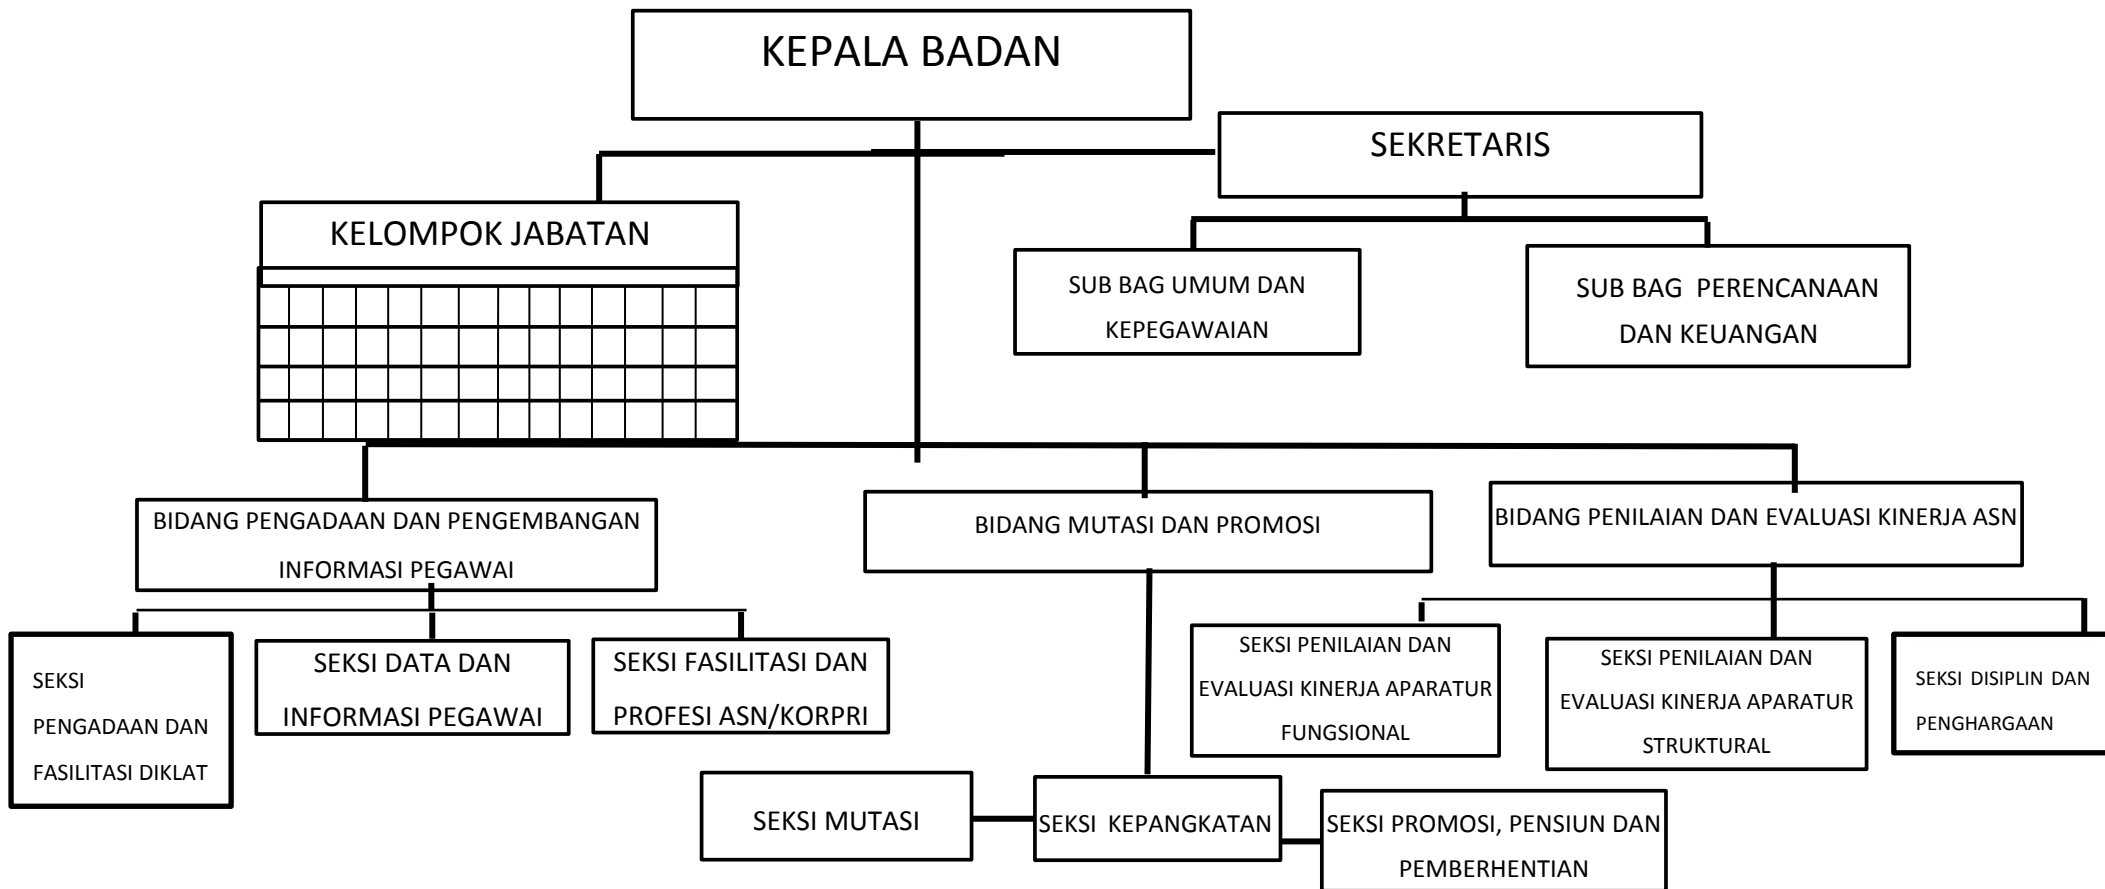 KEPALA BADAN
SEKRETARIS
KELOMPOK JABATAN
SUB BAG UMUM DAN
KEPEGAWAIAN
SUB BAG PERENCANAAN
DAN KEUANGAN
BIDANG PENGADAAN DAN PENGEMBANGAN
INFORMASI PEGAWAI
BIDANG MUTASI DAN PROMOSI
BIDANG PENILAIAN DAN EVALUASI KINERJA ASN
SEKSI
PENGADAAN DAN
FASILITASI DIKLAT
SEKSI DATA DAN
INFORMASI PEGAWAI
SEKSI FASILITASI DAN
PROFESI ASN/KORPRI
SEKSI PENILAIAN DAN
EVALUASI KINERJA APARATUR
FUNGSIONAL
SEKSI PENILAIAN DAN
EVALUASI KINERJA APARATUR
STRUKTURAL
SEKSI DISIPLIN DAN
PENGHARGAAN
SEKSI MUTASI
SEKSI KEPANGKATAN
SEKSI PROMOSI, PENSIUN DAN
PEMBERHENTIAN